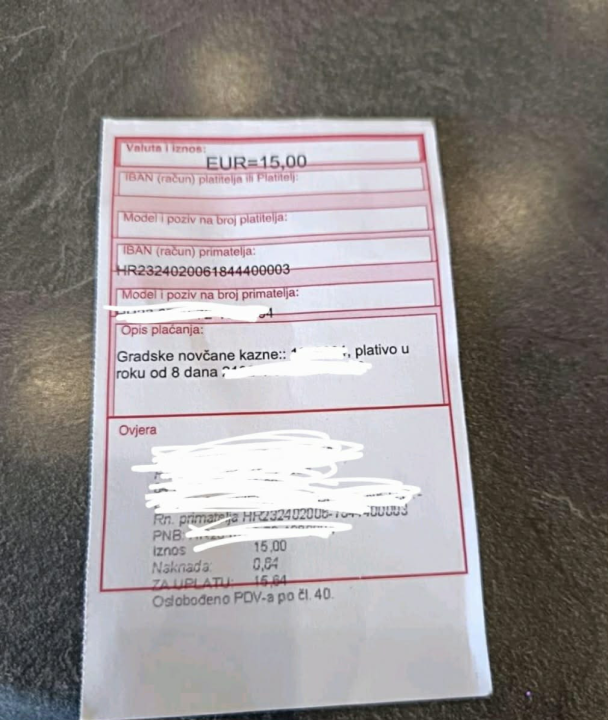 Valuta i iznos:
EUR=15,00
IBAN (račun) platitelja ili Platitelj:
Model i poziv na broj platitelja:
IBAN (račun) primatelja:
HR2324020061844400003
Model i poziv na broj primatelja:
Opis plaćanja:
Gradske novčane kazne:: , plativo u
roku od 8 dana
Ovjera
Rn. primatelja
PNB:
Iznos 15,00
Naknada: 0,84
ZA UPLATU: 15,84
Oslobođeno PDV-a po čl. 40.